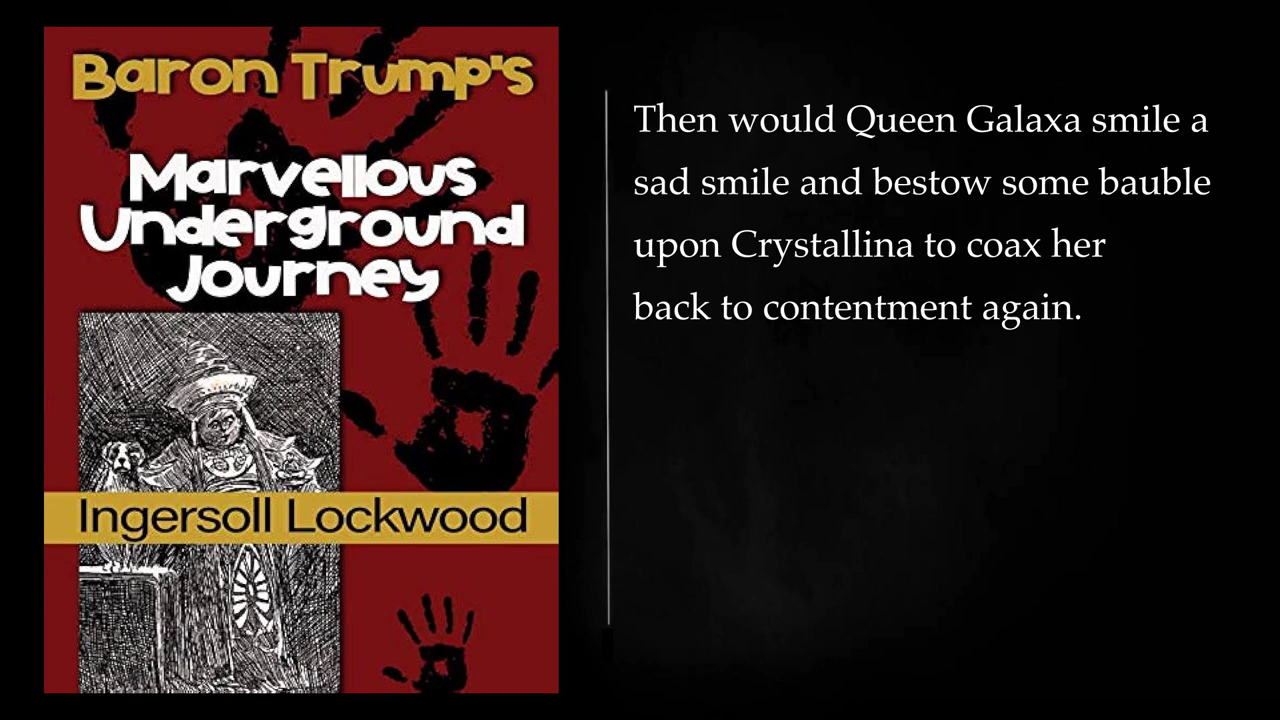 Baron Trump's
Marvellous
Underground
Journey
Ingersoll Lockwood
Then would Queen Galaxa smile a
sad smile and bestow some bauble
upon Crystallina to coax her
back to contentment again.